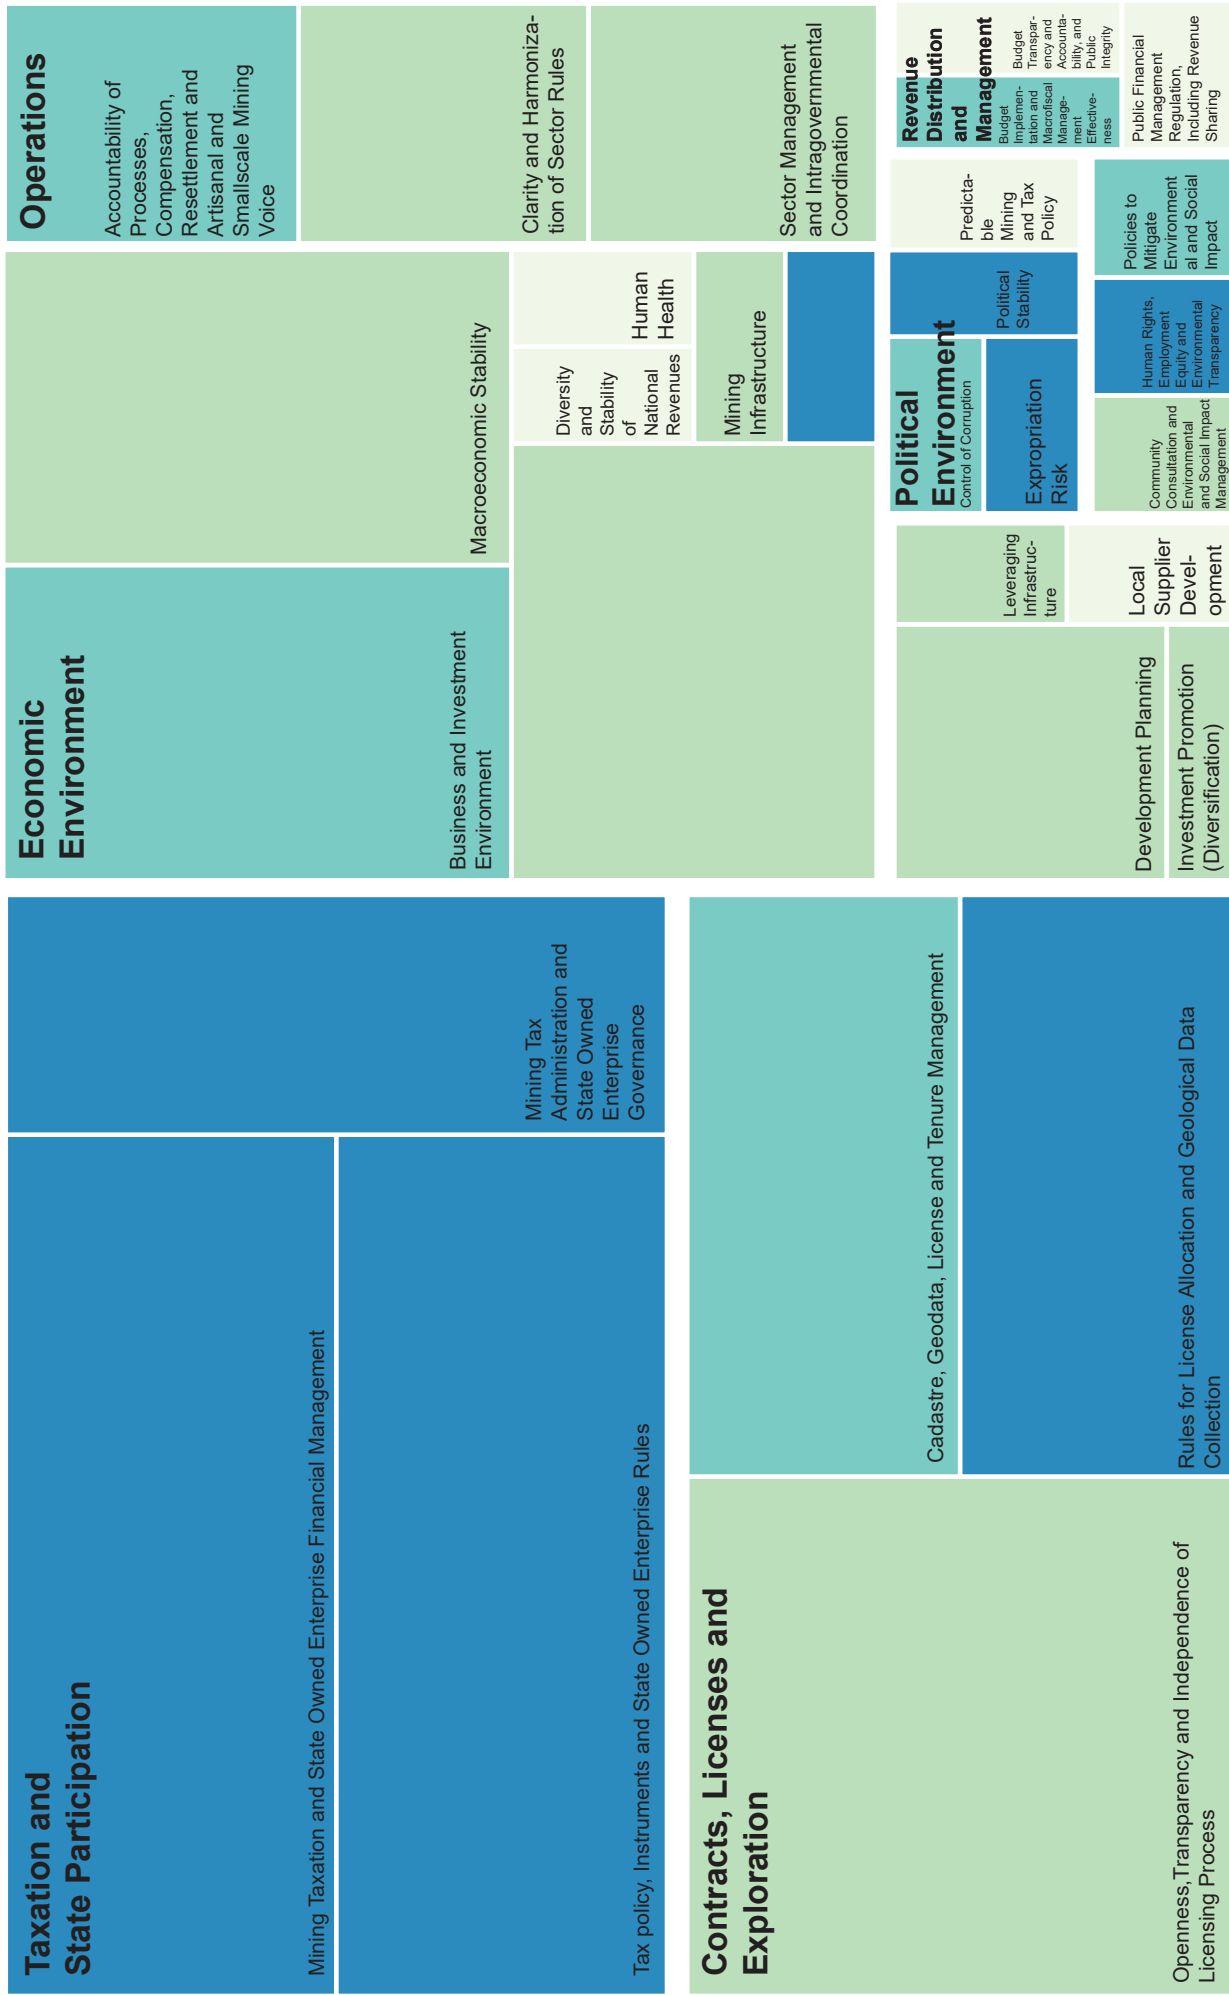 Taxation and
State Participation
Mining Taxation and State Owned Enterprise Financial Management
Tax policy, Instruments and State Owned Enterprise Rules
Mining Tax
Administration and
State Owned
Enterprise
Governance
Contracts, Licenses and
Exploration
Openness,Transparency and Independence of
Licensing Process
Cadastre, Geodata, License and Tenure Management
Rules for License Allocation and Geological Data
Collection
Economic
Environment
Business and Investment
Environment
Macroeconomic Stability
Diversity
and
Stability
of
National
Revenues
Human
Health
Mining
Infrastructure
Operations
Accountability of
Processes,
Compensation,
Resettlement and
Artisanal and
Smallscale Mining
Voice
Clarity and Harmoniza-
tion of Sector Rules
Sector Management
and Intragovernmental
Coordination
Development Planning
Investment Promotion
(Diversification)
Leveraging
Infrastruc-
ture
Local
Supplier
Devel-
opment
Political
Environment
Control of Corruption
Expropriation
Risk
Political
Stability
Predicta-
ble
Mining
and Tax
Policy
Community
Consultation and
Environmental
and Social Impact
Management
Human Rights,
Employment
Equity and
Environmental
Transparency
Policies to
Mitigate
Environment
al and Social
Impact
Revenue
Distribution
and
Management
Budget
Implemen-
tation and
Macrofiscal
Manage-
ment
Effective-
ness
Budget
Transpar-
ency and
Accounta-
bility, and
Public
Integrity
Public Financial
Management
Regulation,
Including Revenue
Sharing